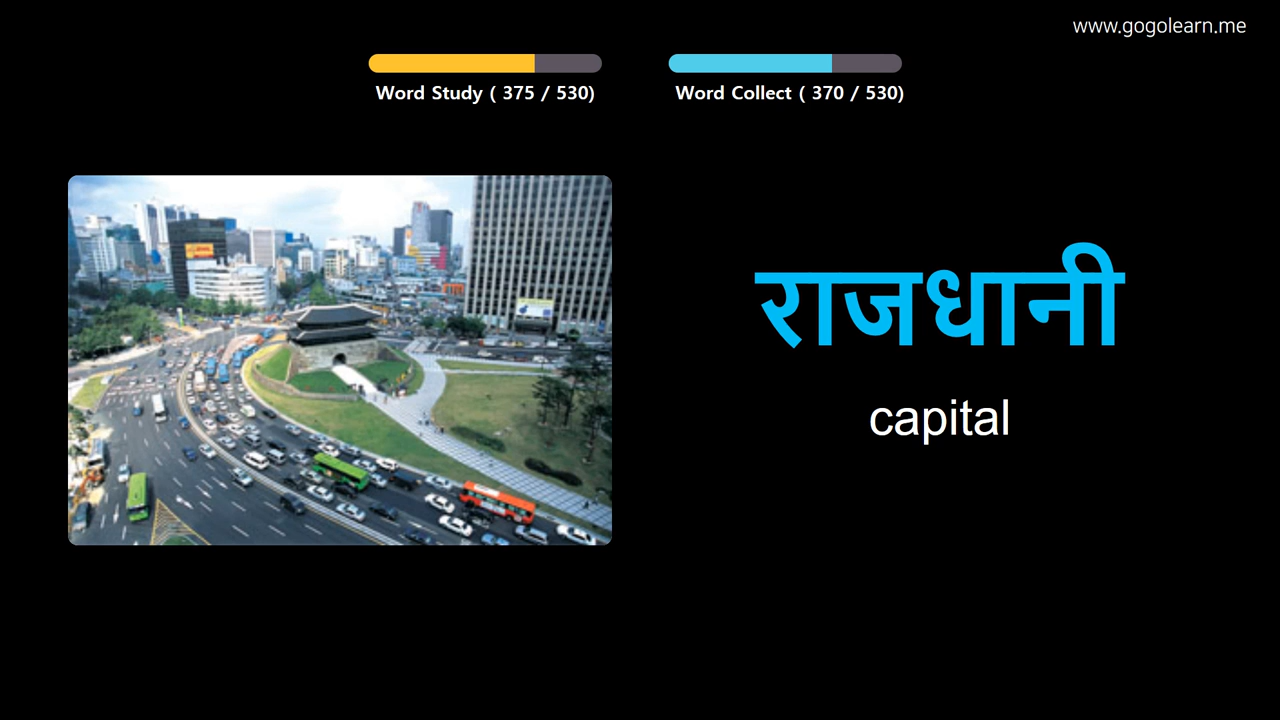 www.gogolearn.me
Word Study ( 375 / 530)
Word Collect ( 370 / 530)
राजधानी
capital